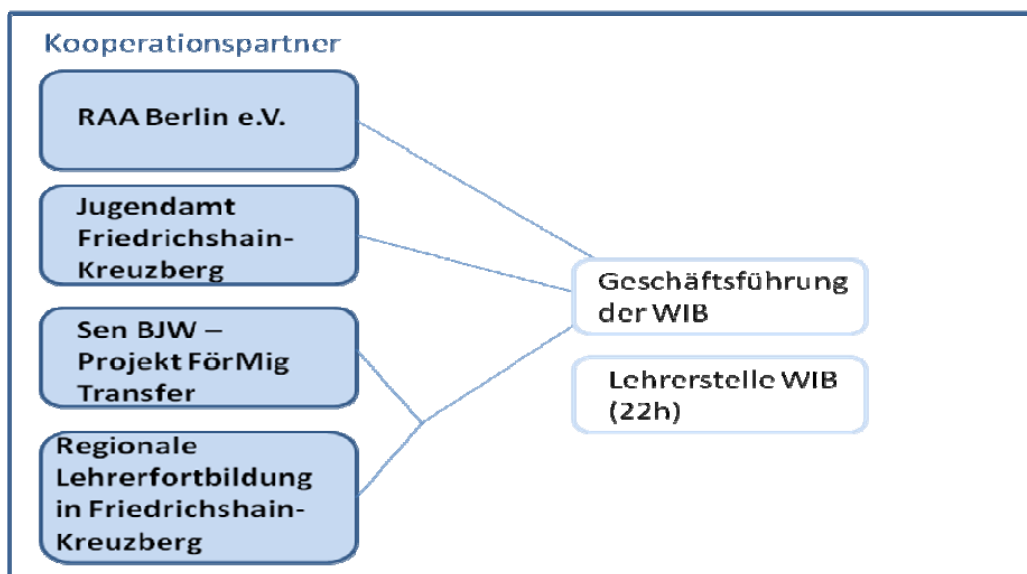 Kooperationspartner
RAA Berlin e.V.
Jugendamt
Friedrichshain-
Kreuzberg
Sen BJW –
Projekt FörMig
Transfer
Regionale
Lehrerfortbildung
in Friedrichshain-
Kreuzberg
Geschäftsführung
der WIB
Lehrerstelle WIB
(22h)